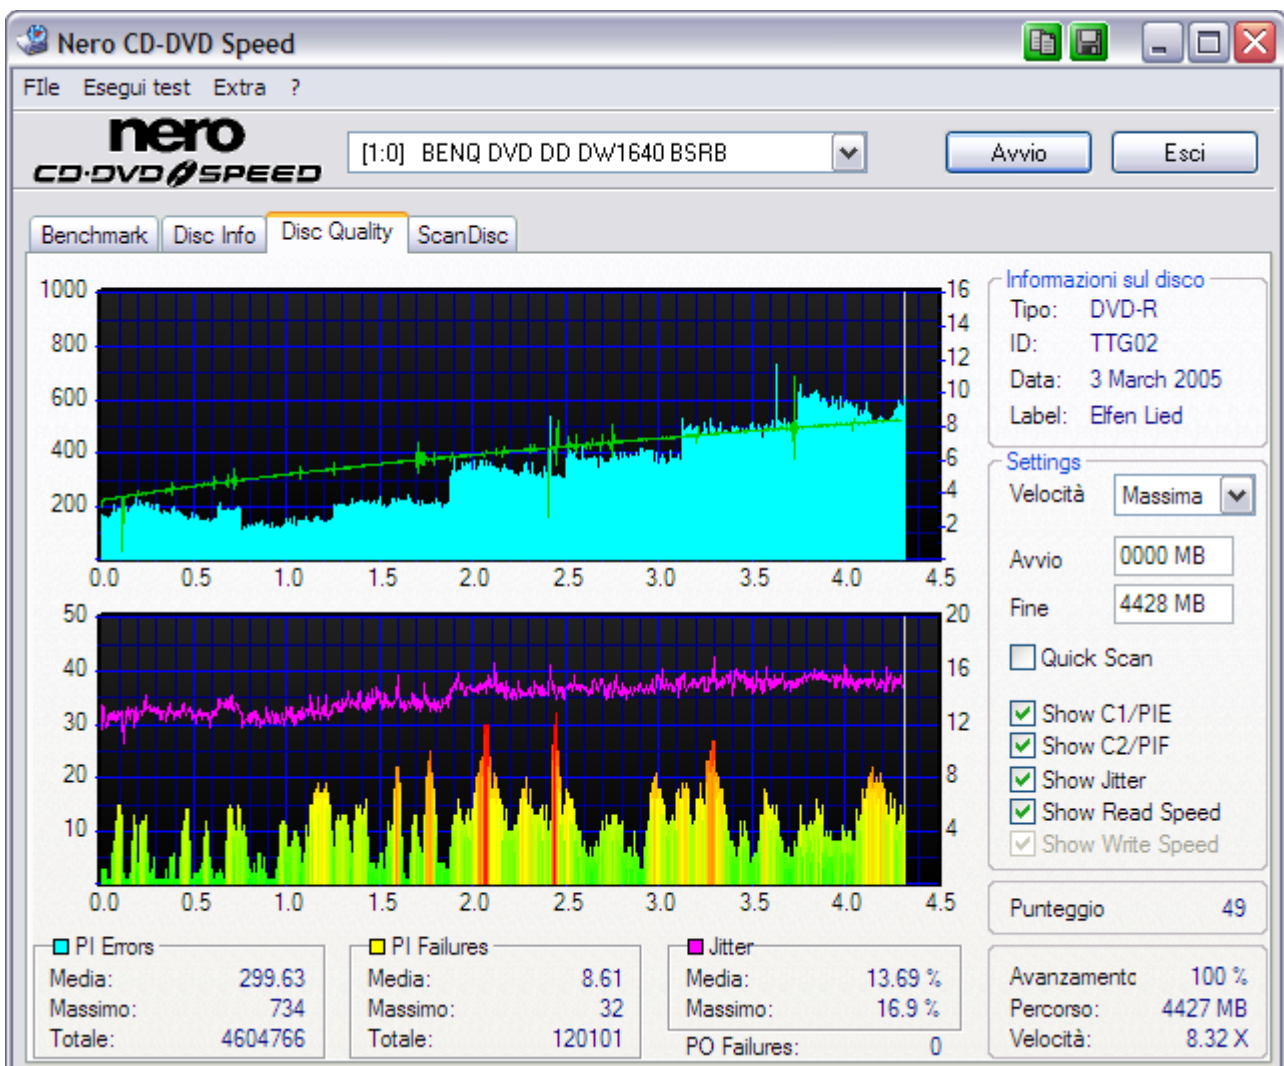 Nero CD-DVD Speed
FIle Esegui test Extra ?
nero
CD·DVD SPEED
[1:0] BENQ DVD DD DW1640 BSRB
Avvio Esci
Benchmark Disc Info Disc Quality ScanDisc
1000
800
600
400
200
16
14
12
10
8
6
4
2
0.0 0.5 1.0 1.5 2.0 2.5 3.0 3.5 4.0 4.5
50
40
30
20
10
20
16
12
8
4
0.0 0.5 1.0 1.5 2.0 2.5 3.0 3.5 4.0 4.5
Informazioni sul disco
Tipo: DVD-R
ID: TTG02
Data: 3 March 2005
Label: Elfen Lied
Settings
Velocità Massima
Avvio 0000 MB
Fine 4428 MB
Quick Scan
Show C1/PIE
Show C2/PIF
Show Jitter
Show Read Speed
Show Write Speed
Punteggio 49
PI Errors
Media: 299.63
Massimo: 734
Totale: 4604766
PI Failures
Media: 8.61
Massimo: 32
Totale: 120101
Jitter
Media: 13.69 %
Massimo: 16.9 %
PO Failures: 0
Avanzamento 100 %
Percorso: 4427 MB
Velocità: 8.32 X